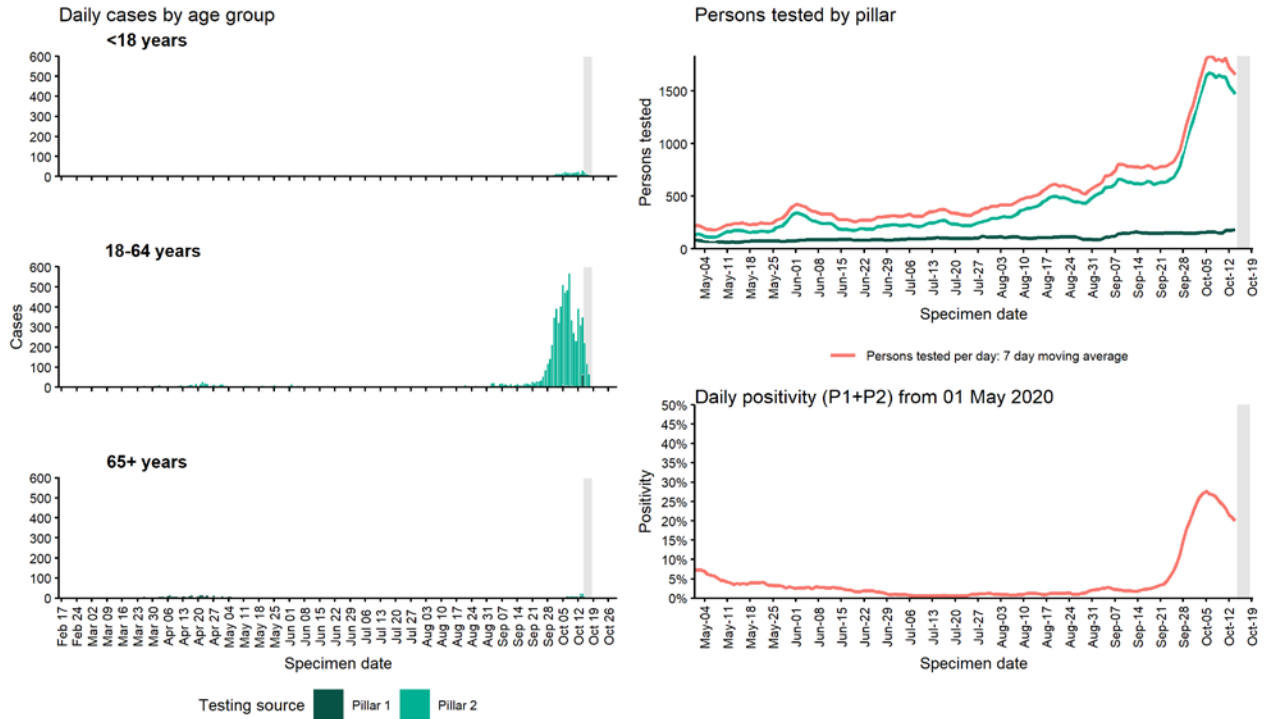 Daily cases by age group
<18 years
600
500
400
300
200
100
0
18-64 years
600
500
400
300
200
100
0
Cases
65+ years
600
500
400
300
200
100
0
Feb 17
Feb 24
Mar 02
Mar 09
Mar 16
Mar 23
Mar 30
Apr 06
Apr 13
Apr 20
Apr 27
May 04
May 11
May 18
May 25
Jun 01
Jun 08
Jun 15
Jun 22
Jun 29
Jul 06
Jul 13
Jul 20
Jul 27
Aug 03
Aug 10
Aug 17
Aug 24
Aug 31
Sep 07
Sep 14
Sep 21
Sep 28
Oct 05
Oct 12
Oct 19
Oct 26
Specimen date
Testing source
Pillar 1
Pillar 2
Persons tested by pillar
Persons tested
1500
1000
500
0
May-04
May-11
May-18
May-25
Jun-01
Jun-08
Jun-15
Jun-22
Jun-29
Jul-06
Jul-13
Jul-20
Jul-27
Aug-03
Aug-10
Aug-17
Aug-24
Aug-31
Sep-07
Sep-14
Sep-21
Sep-28
Oct-05
Oct-12
Oct-19
Specimen date
Persons tested per day: 7 day moving average
Daily positivity (P1+P2) from 01 May 2020
Positivity
50%
45%
40%
35%
30%
25%
20%
15%
10%
5%
0%
May-04
May-11
May-18
May-25
Jun-01
Jun-08
Jun-15
Jun-22
Jun-29
Jul-06
Jul-13
Jul-20
Jul-27
Aug-03
Aug-10
Aug-17
Aug-24
Aug-31
Sep-07
Sep-14
Sep-21
Sep-28
Oct-05
Oct-12
Oct-19
Specimen date